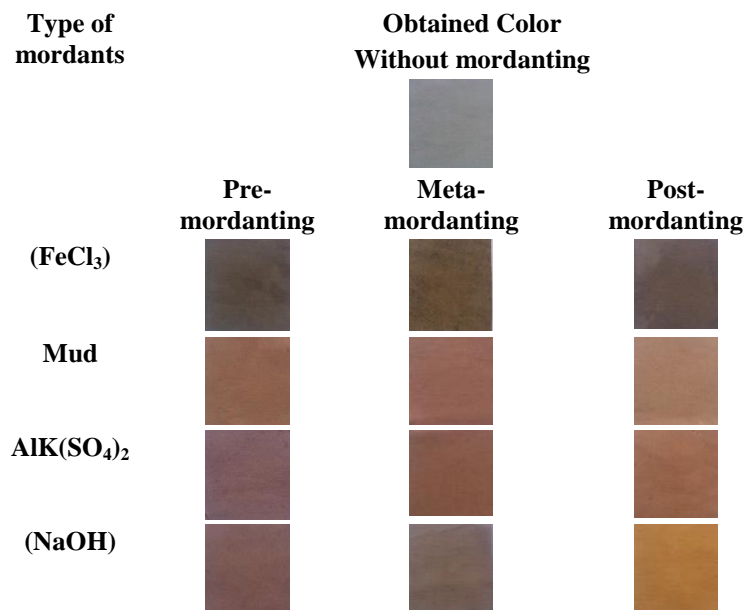 Type of
mordants
Obtained Color
Without mordanting
Pre-
mordanting
Meta-
mordanting
Post-
mordanting
(FeCl₃)
Mud
AlK(SO₄)₂
(NaOH)